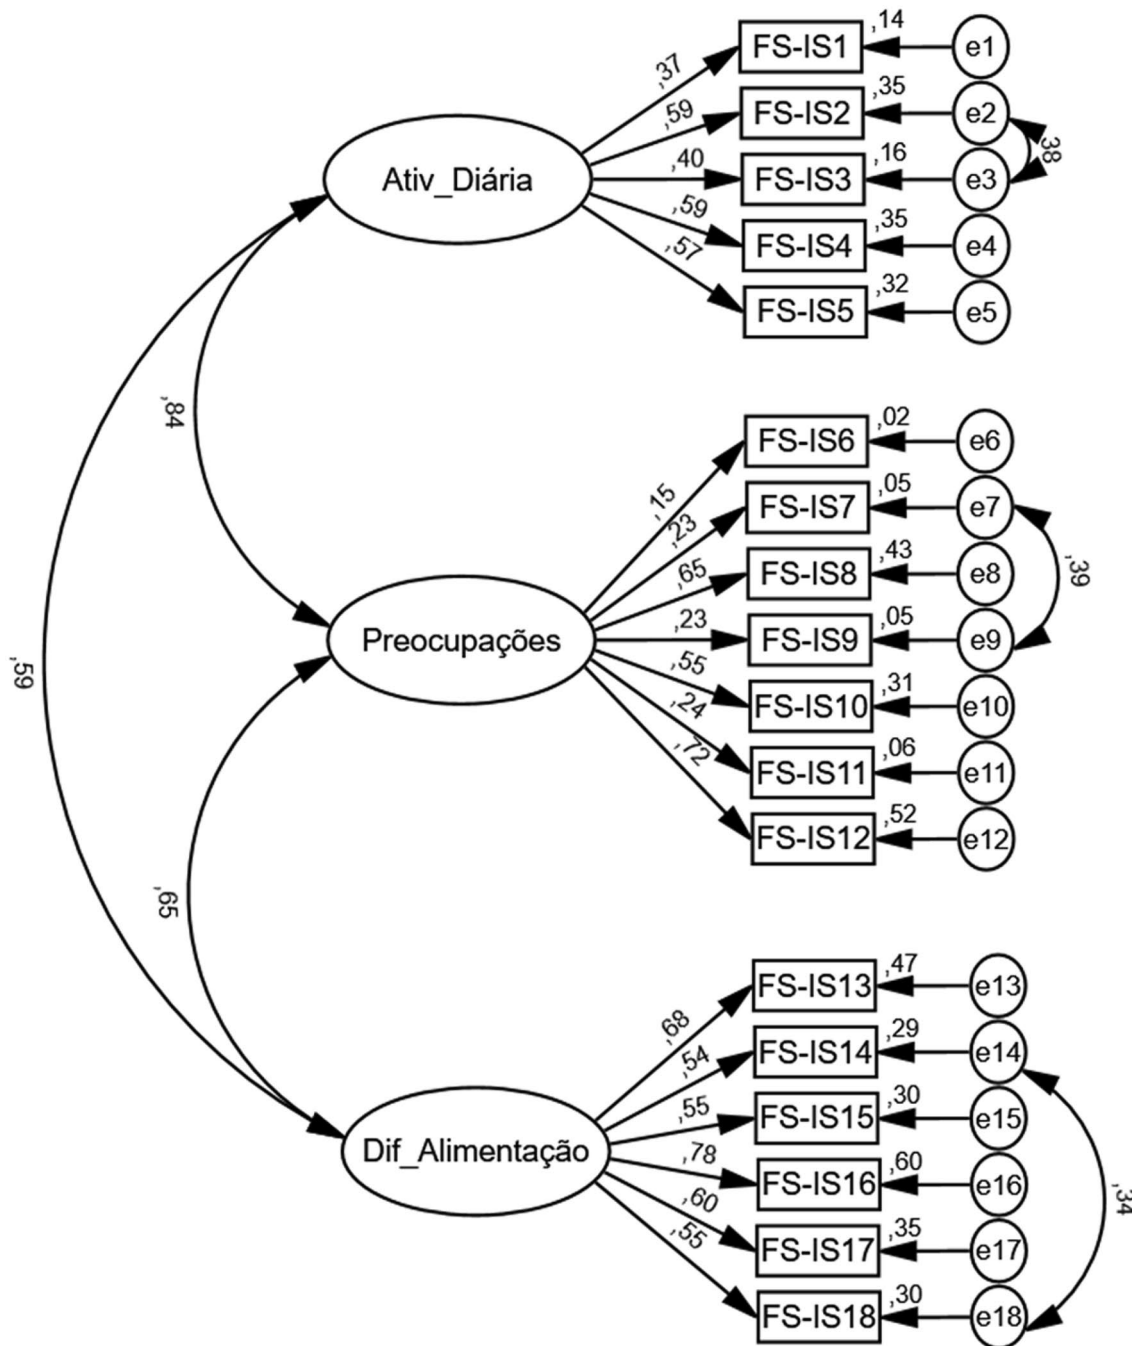 Ativ_Diária
,37 FS-IS1 ,14 e1
,59 FS-IS2 ,35 e2
,40 FS-IS3 ,16 e3
,38
,59 FS-IS4 ,35 e4
,57 FS-IS5 ,32 e5
,84
,59
Preocupações
,15 FS-IS6 ,02 e6
,23 FS-IS7 ,05 e7
,65 FS-IS8 ,43 e8
,39
,23 FS-IS9 ,05 e9
,55 FS-IS10 ,31 e10
,24 FS-IS11 ,06 e11
,72 FS-IS12 ,52 e12
,65
Dif_Alimentação
,68 FS-IS13 ,47 e13
,54 FS-IS14 ,29 e14
,55 FS-IS15 ,30 e15
,78 FS-IS16 ,60 e16
,34
,60 FS-IS17 ,35 e17
,55 FS-IS18 ,30 e18